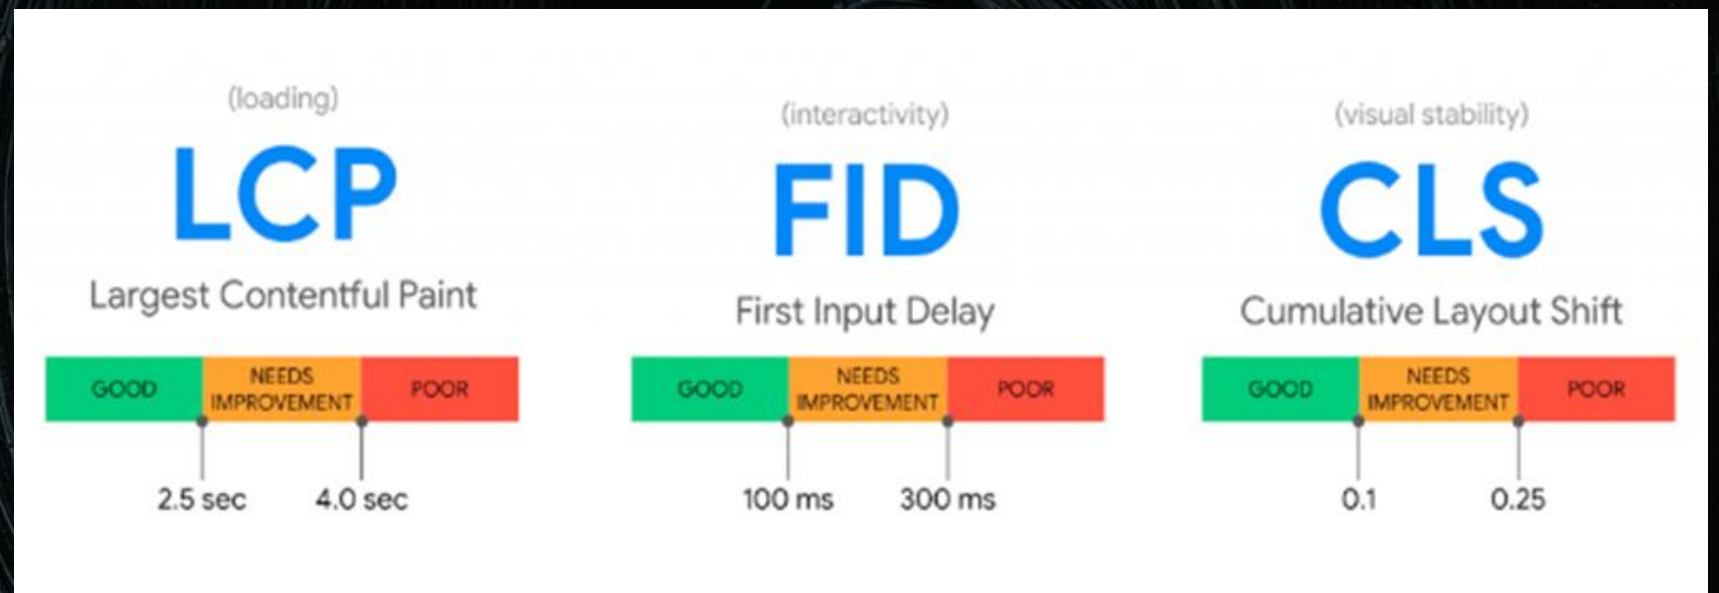 (loading)
LCP
Largest Contentful Paint
GOOD
NEEDS
IMPROVEMENT
POOR
2.5 sec
4.0 sec
(interactivity)
FID
First Input Delay
GOOD
NEEDS
IMPROVEMENT
POOR
100 ms
300 ms
(visual stability)
CLS
Cumulative Layout Shift
GOOD
NEEDS
IMPROVEMENT
POOR
0.1
0.25